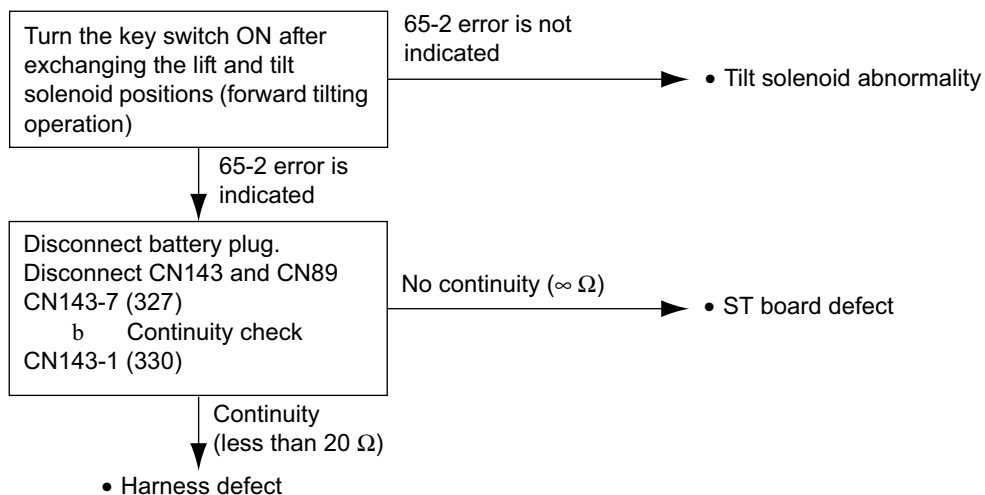 Turn the key switch ON after
exchanging the lift and tilt
solenoid positions (forward tilting
operation)
65-2 error is not
indicated
• Tilt solenoid abnormality
65-2 error is
indicated
Disconnect battery plug.
Disconnect CN143 and CN89
CN143-7 (327)
b Continuity check
CN143-1 (330)
No continuity (∞ Ω)
• ST board defect
Continuity
(less than 20 Ω)
• Harness defect